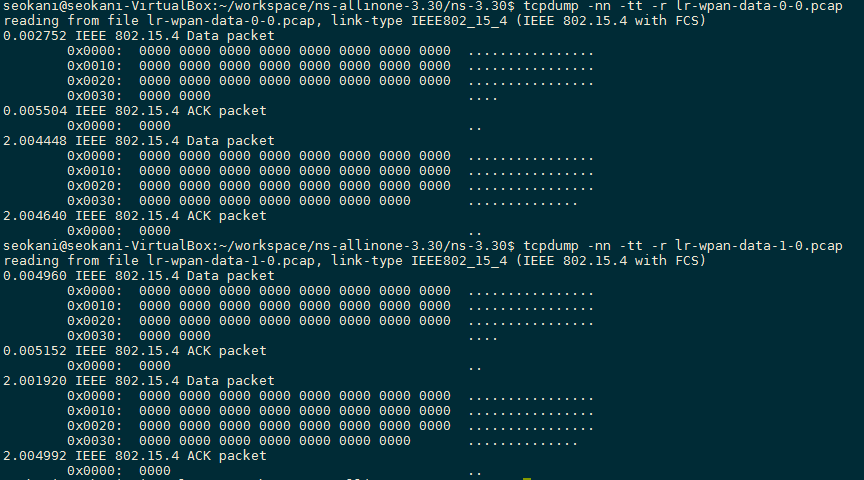 seokani@seokani-VirtualBox:~/workspace/ns-allinone-3.30/ns-3.30$ tcpdump -nn -tt -r lr-wpan-data-0-0.pcap
reading from file lr-wpan-data-0-0.pcap, link-type IEEE802_15_4 (IEEE 802.15.4 with FCS)
0.002752 IEEE 802.15.4 Data packet
0x0000:  0000 0000 0000 0000 0000 0000 0000 0000  ................
0x0010:  0000 0000 0000 0000 0000 0000 0000 0000  ................
0x0020:  0000 0000 0000 0000 0000 0000 0000 0000  ................
0x0030:  0000 0000                                ....
0.005504 IEEE 802.15.4 ACK packet
0x0000:  0000                                     ..
2.004448 IEEE 802.15.4 Data packet
0x0000:  0000 0000 0000 0000 0000 0000 0000 0000  ................
0x0010:  0000 0000 0000 0000 0000 0000 0000 0000  ................
0x0020:  0000 0000 0000 0000 0000 0000 0000 0000  ................
0x0030:  0000 0000 0000 0000 0000 0000 0000       ..............
2.004640 IEEE 802.15.4 ACK packet
0x0000:  0000                                     ..
seokani@seokani-VirtualBox:~/workspace/ns-allinone-3.30/ns-3.30$ tcpdump -nn -tt -r lr-wpan-data-1-0.pcap
reading from file lr-wpan-data-1-0.pcap, link-type IEEE802_15_4 (IEEE 802.15.4 with FCS)
0.004960 IEEE 802.15.4 Data packet
0x0000:  0000 0000 0000 0000 0000 0000 0000 0000  ................
0x0010:  0000 0000 0000 0000 0000 0000 0000 0000  ................
0x0020:  0000 0000 0000 0000 0000 0000 0000 0000  ................
0x0030:  0000 0000                                ....
0.005152 IEEE 802.15.4 ACK packet
0x0000:  0000                                     ..
2.001920 IEEE 802.15.4 Data packet
0x0000:  0000 0000 0000 0000 0000 0000 0000 0000  ................
0x0010:  0000 0000 0000 0000 0000 0000 0000 0000  ................
0x0020:  0000 0000 0000 0000 0000 0000 0000 0000  ................
0x0030:  0000 0000 0000 0000 0000 0000 0000       ..............
2.004992 IEEE 802.15.4 ACK packet
0x0000:  0000                                     ..